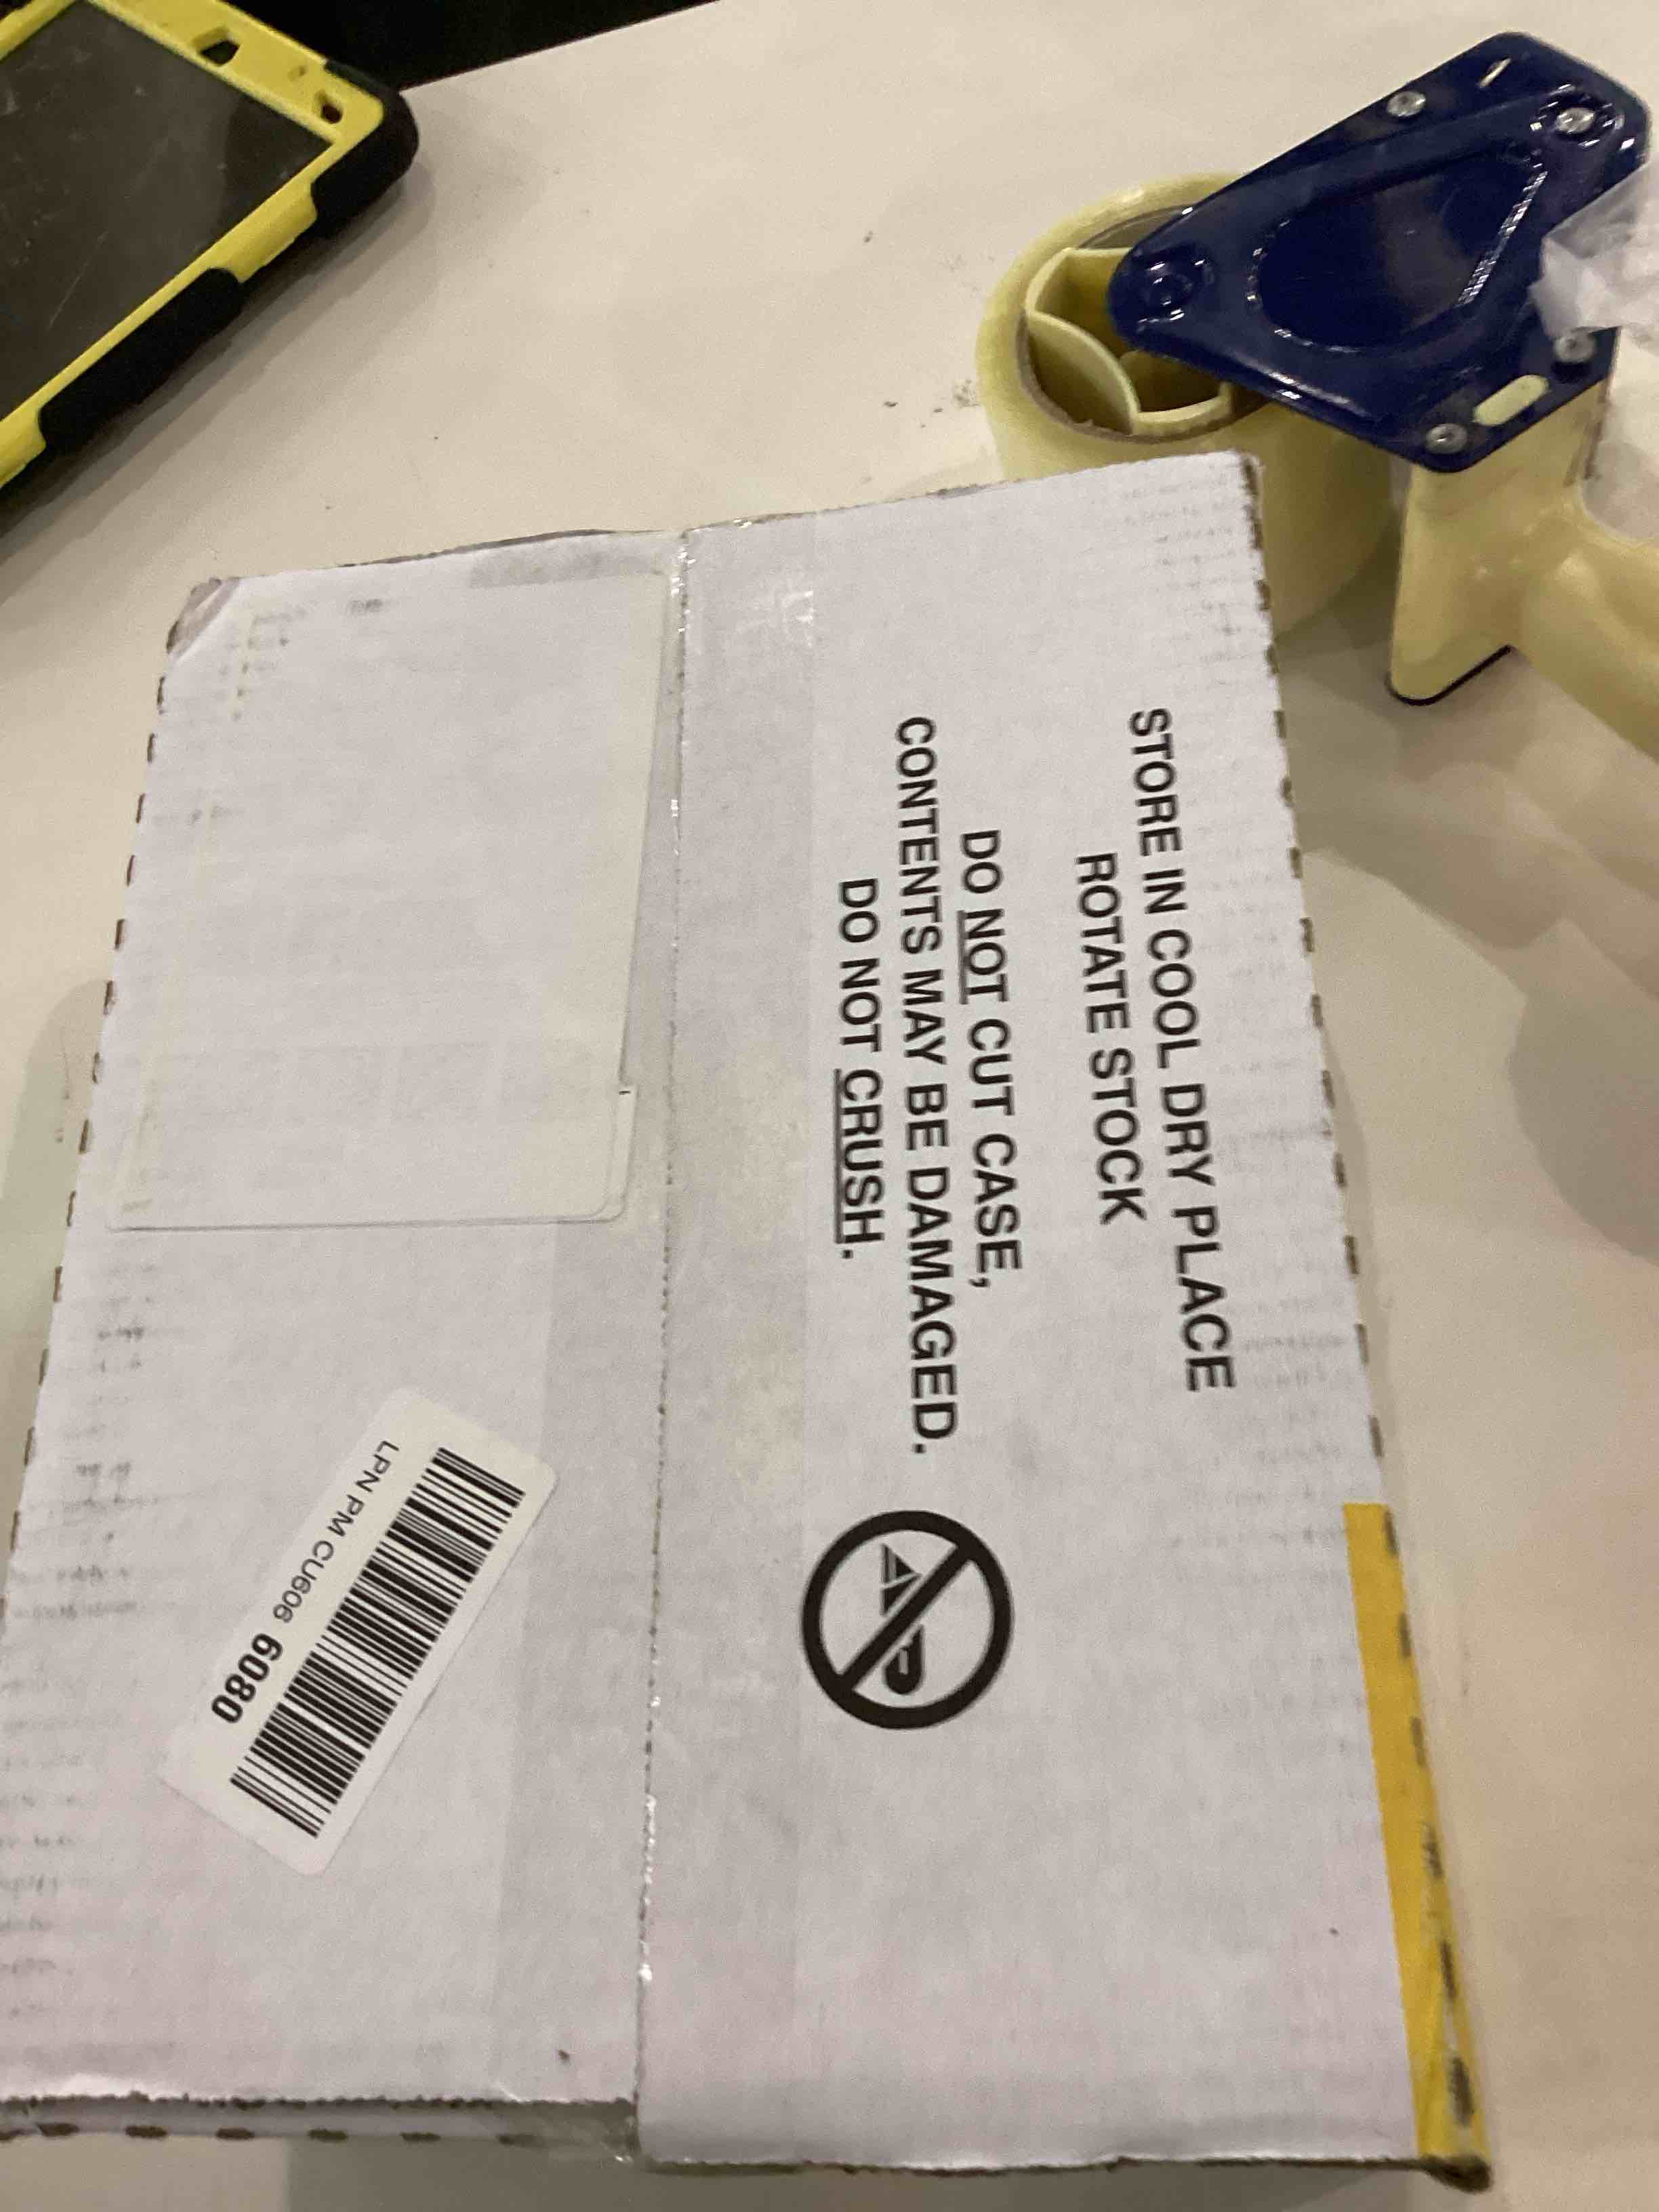 STORE IN COOL DRY PLACE
ROTATE STOCK
DO NOT CUT CASE,
CONTENTS MAY BE DAMAGED.
DO NOT CRUSH.
LPN PM CU606 6080